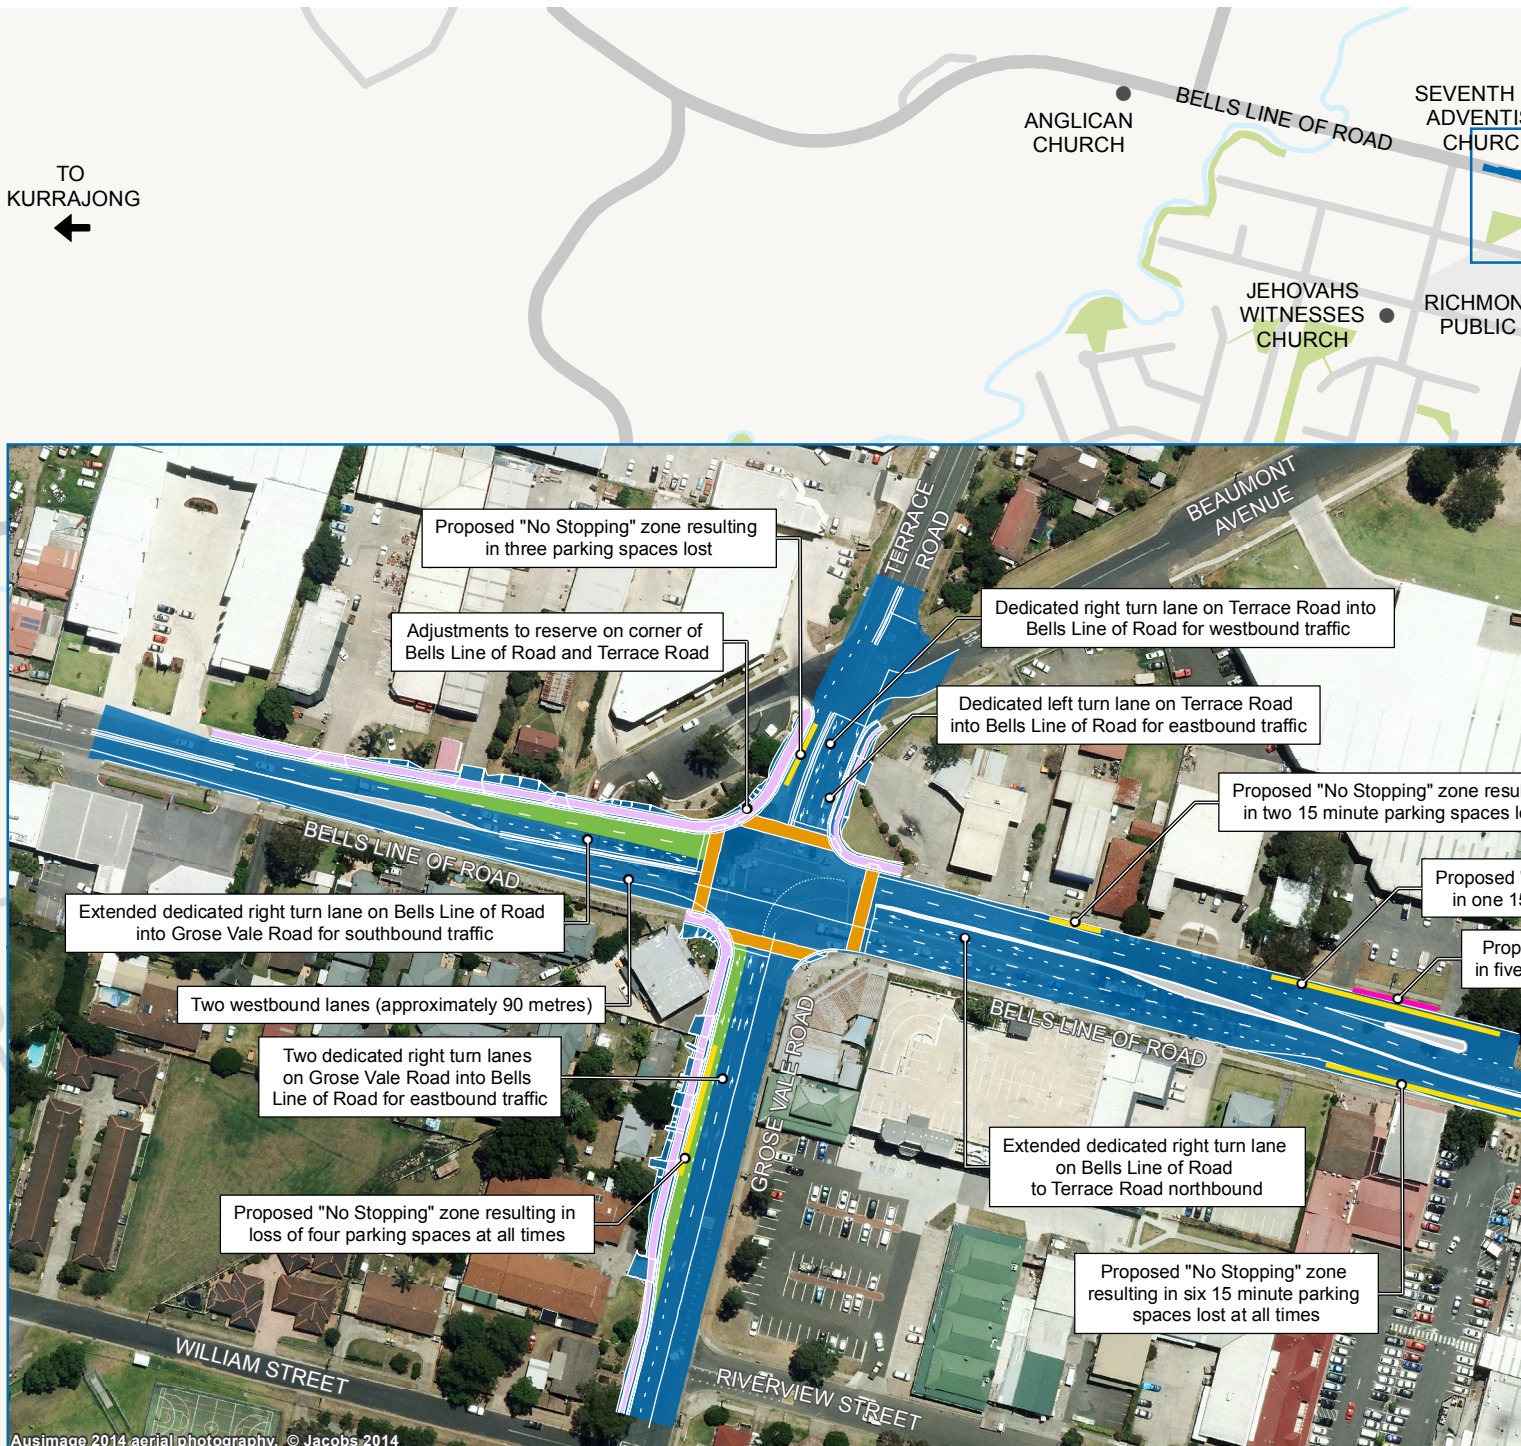 TO
KURRAJONG
ANGLICAN
CHURCH
BELLS LINE OF ROAD
SEVENTH
CHURC
JEHOVAHS
WITNESSES
CHURCH
PUBLIC
TERRACE
ROAD
BEAUMONT
AVENUE
Proposed "No Stopping" zone resulting
in three parking spaces lost
Adjustments to reserve on corner of
Bells Line of Road and Terrace Road
Dedicated right turn lane on Terrace Road into
Bells Line of Road for westbound traffic
Dedicated left turn lane on Terrace Road
into Bells Line of Road for eastbound traffic
Proposed "No Stopping" zone resu
in two 15 minute parking spaces
BELLS LINE OF ROAD
Proposed "
in one 15
Extended dedicated right turn lane on Bells Line of Road
into Grose Vale Road for southbound traffic
Prop
in five
Two westbound lanes (approximately 90 metres)
BELLS LINE OF ROAD
GROSE VALE ROAD
Two dedicated right turn lanes
on Grose Vale Road into Bells
Line of Road for eastbound traffic
Extended dedicated right turn lane
on Bells Line of Road
to Terrace Road northbound
Proposed "No Stopping" zone resulting in
loss of four parking spaces at all times
Proposed "No Stopping" zone
resulting in six 15 minute parking
spaces lost at all times
WILLIAM STREET
RIVERVIEW STREET
Ausimage 2014 aerial photography, © Jacobs 2014